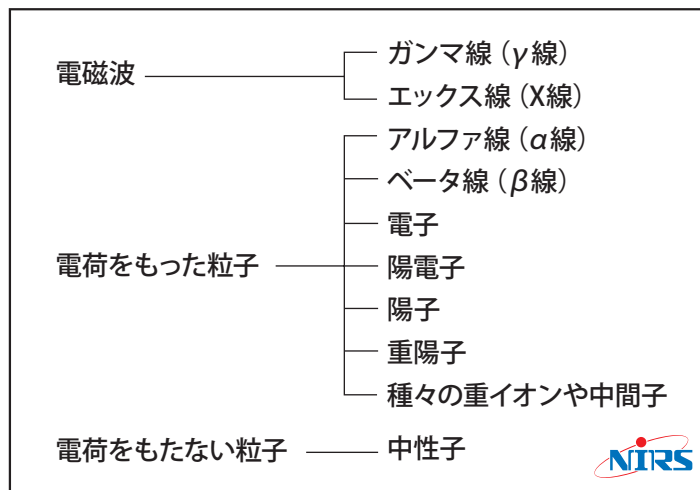 電磁波
ガンマ線(γ線)
エックス線(X線)
電荷をもった粒子
アルファ線(α線)
ベータ線(β線)
電子
陽電子
陽子
重陽子
種々の重イオンや中間子
電荷をもたない粒子
中性子
NIRS